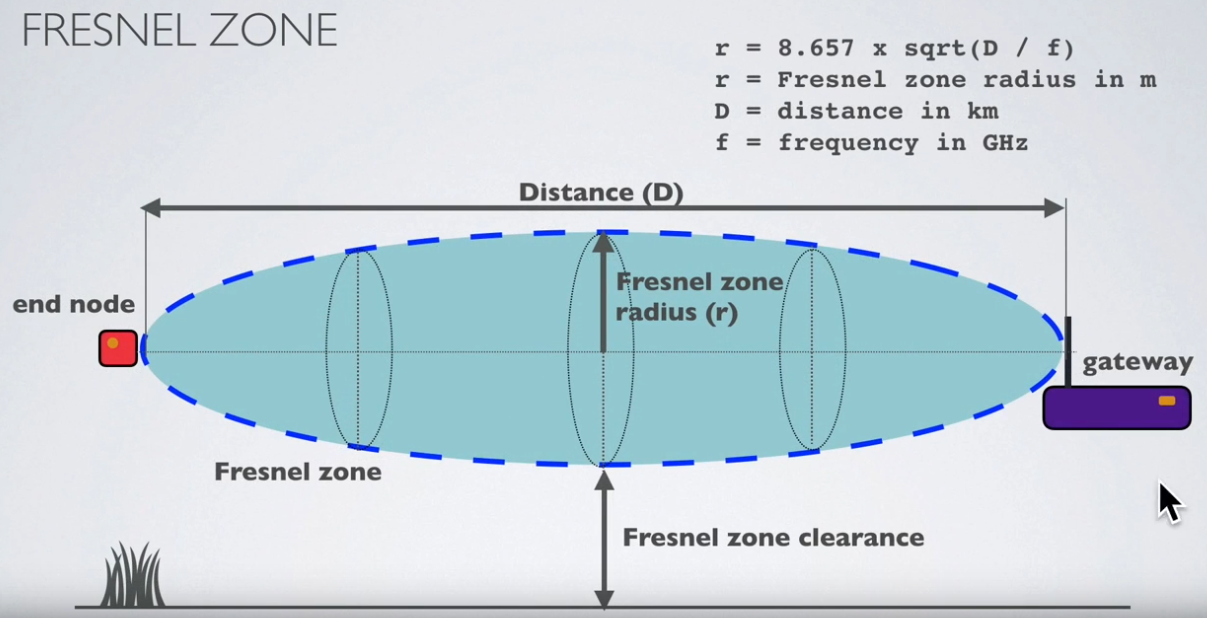 FRESNEL ZONE
r = 8.657 x sqrt(D / f)
r = Fresnel zone radius in m
D = distance in km
f = frequency in GHz
Distance (D)
Fresnel zone
radius (r)
end node
gateway
Fresnel zone
Fresnel zone clearance